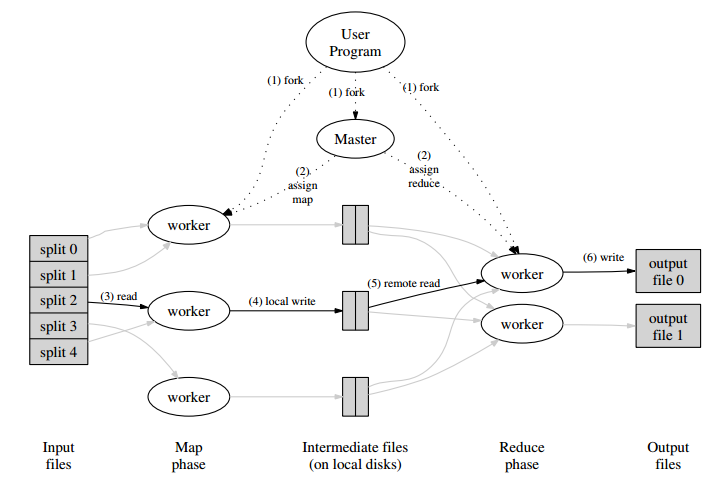 User
Program
(1) fork
(1) fork
(1) fork
Master
(2)
assign
map
(2)
assign
reduce
worker
split 0
split 1
split 2
split 3
split 4
(3) read
worker
(4) local write
(5) remote read
worker
(6) write
output
file 0
worker
output
file 1
worker
Input
files
Map
phase
Intermediate files
(on local disks)
Reduce
phase
Output
files